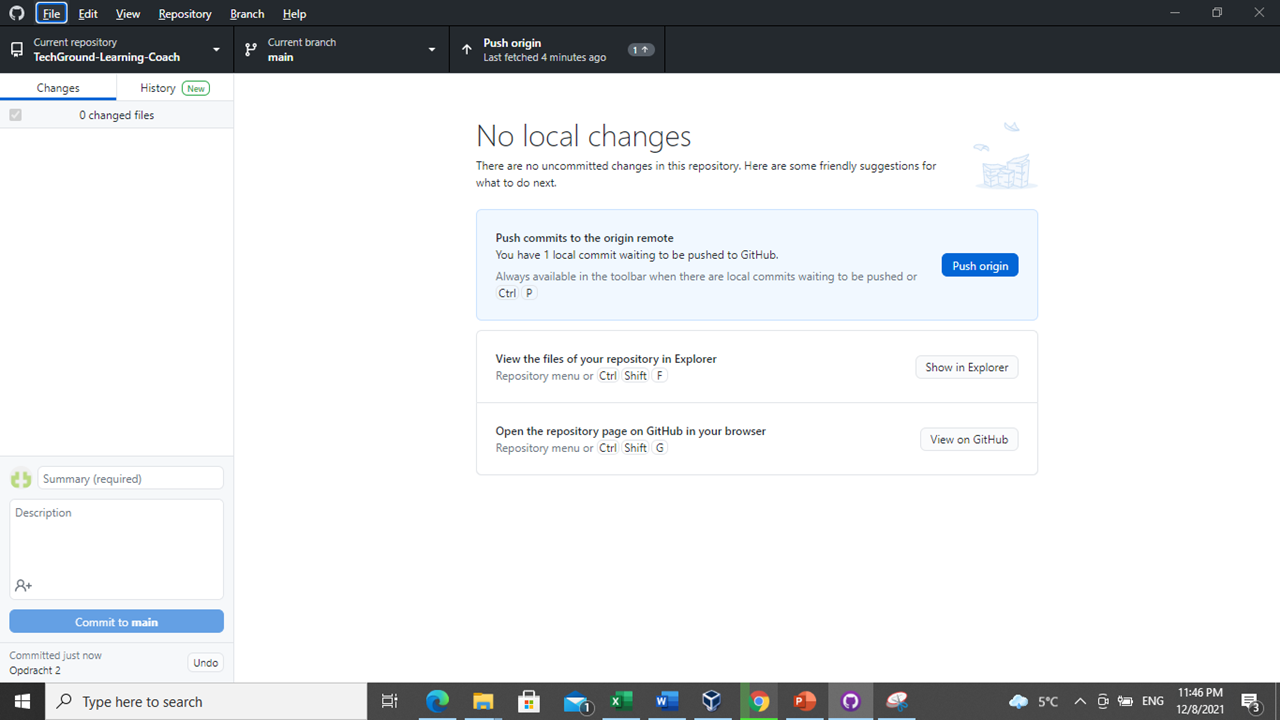 File Edit View Repository Branch Help
Current repository
TechGround-Learning-Coach
Current branch
main
Push origin
Last fetched 4 minutes ago
1
Changes
History New
0 changed files
No local changes
There are no uncommitted changes in this repository. Here are some friendly suggestions for
what to do next.
Push commits to the origin remote
You have 1 local commit waiting to be pushed to GitHub.
Always available in the toolbar when there are local commits waiting to be pushed or
Ctrl P
Push origin
View the files of your repository in Explorer
Repository menu or Ctrl Shift F
Show in Explorer
Open the repository page on GitHub in your browser
Repository menu or Ctrl Shift G
View on GitHub
Summary (required)
Description
Commit to main
Committed just now
Opdracht 2
Undo
Type here to search
1
5°C
ENG
11:46 PM
12/8/2021
3